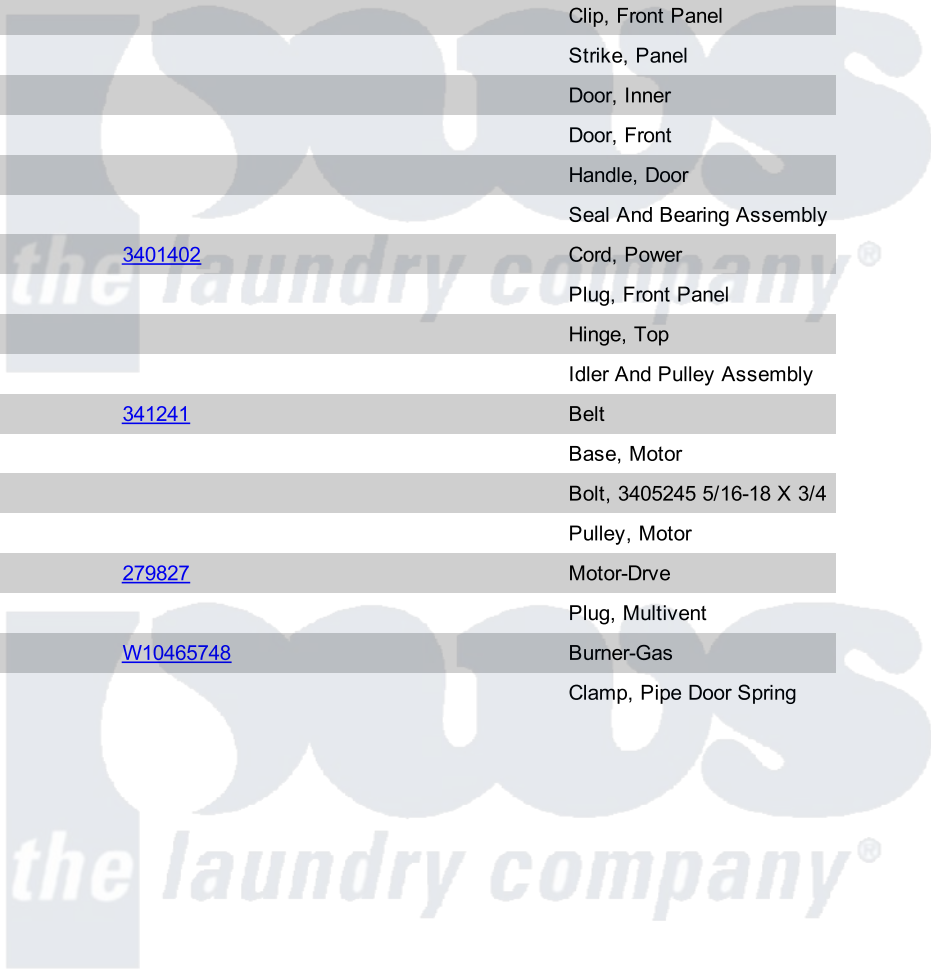 Clip, Front Panel
Strike, Panel
Door, Inner
Door, Front
Handle, Door
Seal And Bearing Assembly
3401402 Cord, Power
the laundry company®
Plug, Front Panel
Hinge, Top
Idler And Pulley Assembly
341241 Belt
Base, Motor
Bolt, 3405245 5/16-18 X 3/4
Pulley, Motor
279827 Motor-Drve
Plug, Multivent
W10465748 Burner-Gas
Clamp, Pipe Door Spring
pws
the laundry company®